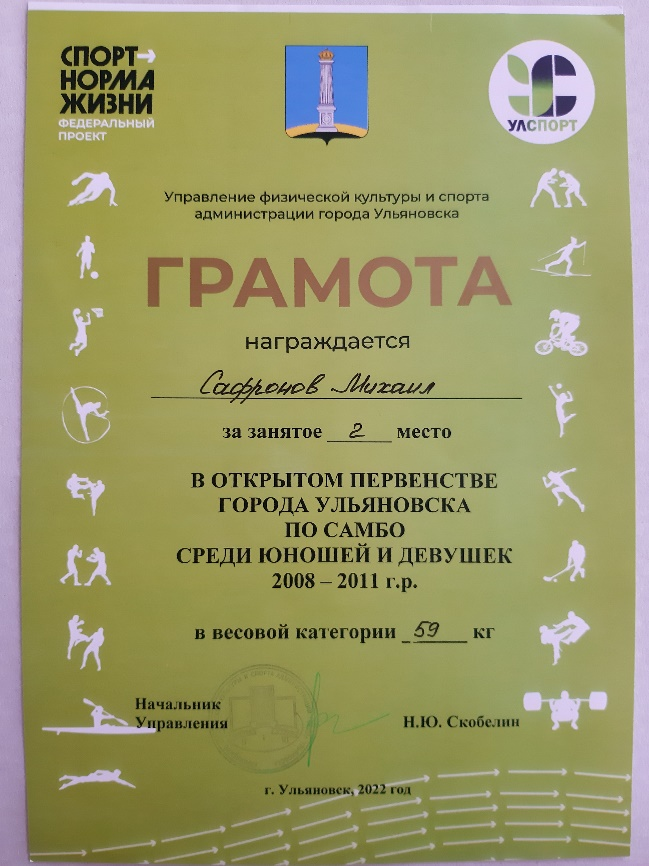 СПОРТ→
НОРМА
ЖИЗНИ
ФЕДЕРАЛЬНЫЙ
ПРОЕКТ
УЛСПОРТ
Управление физической культуры и спорта
администрации города Ульяновска
ГРАМОТА
награждается
Сафронов Михаил
за занятое 2 место
В ОТКРЫТОМ ПЕРВЕНСТВЕ
ГОРОДА УЛЬЯНОВСКА
ПО САМБО
СРЕДИ ЮНОШЕЙ И ДЕВУШЕК
2008 – 2011 г.р.
в весовой категории 59 кг
Начальник
Управления
Н.Ю. Скобелин
г. Ульяновск, 2022 год